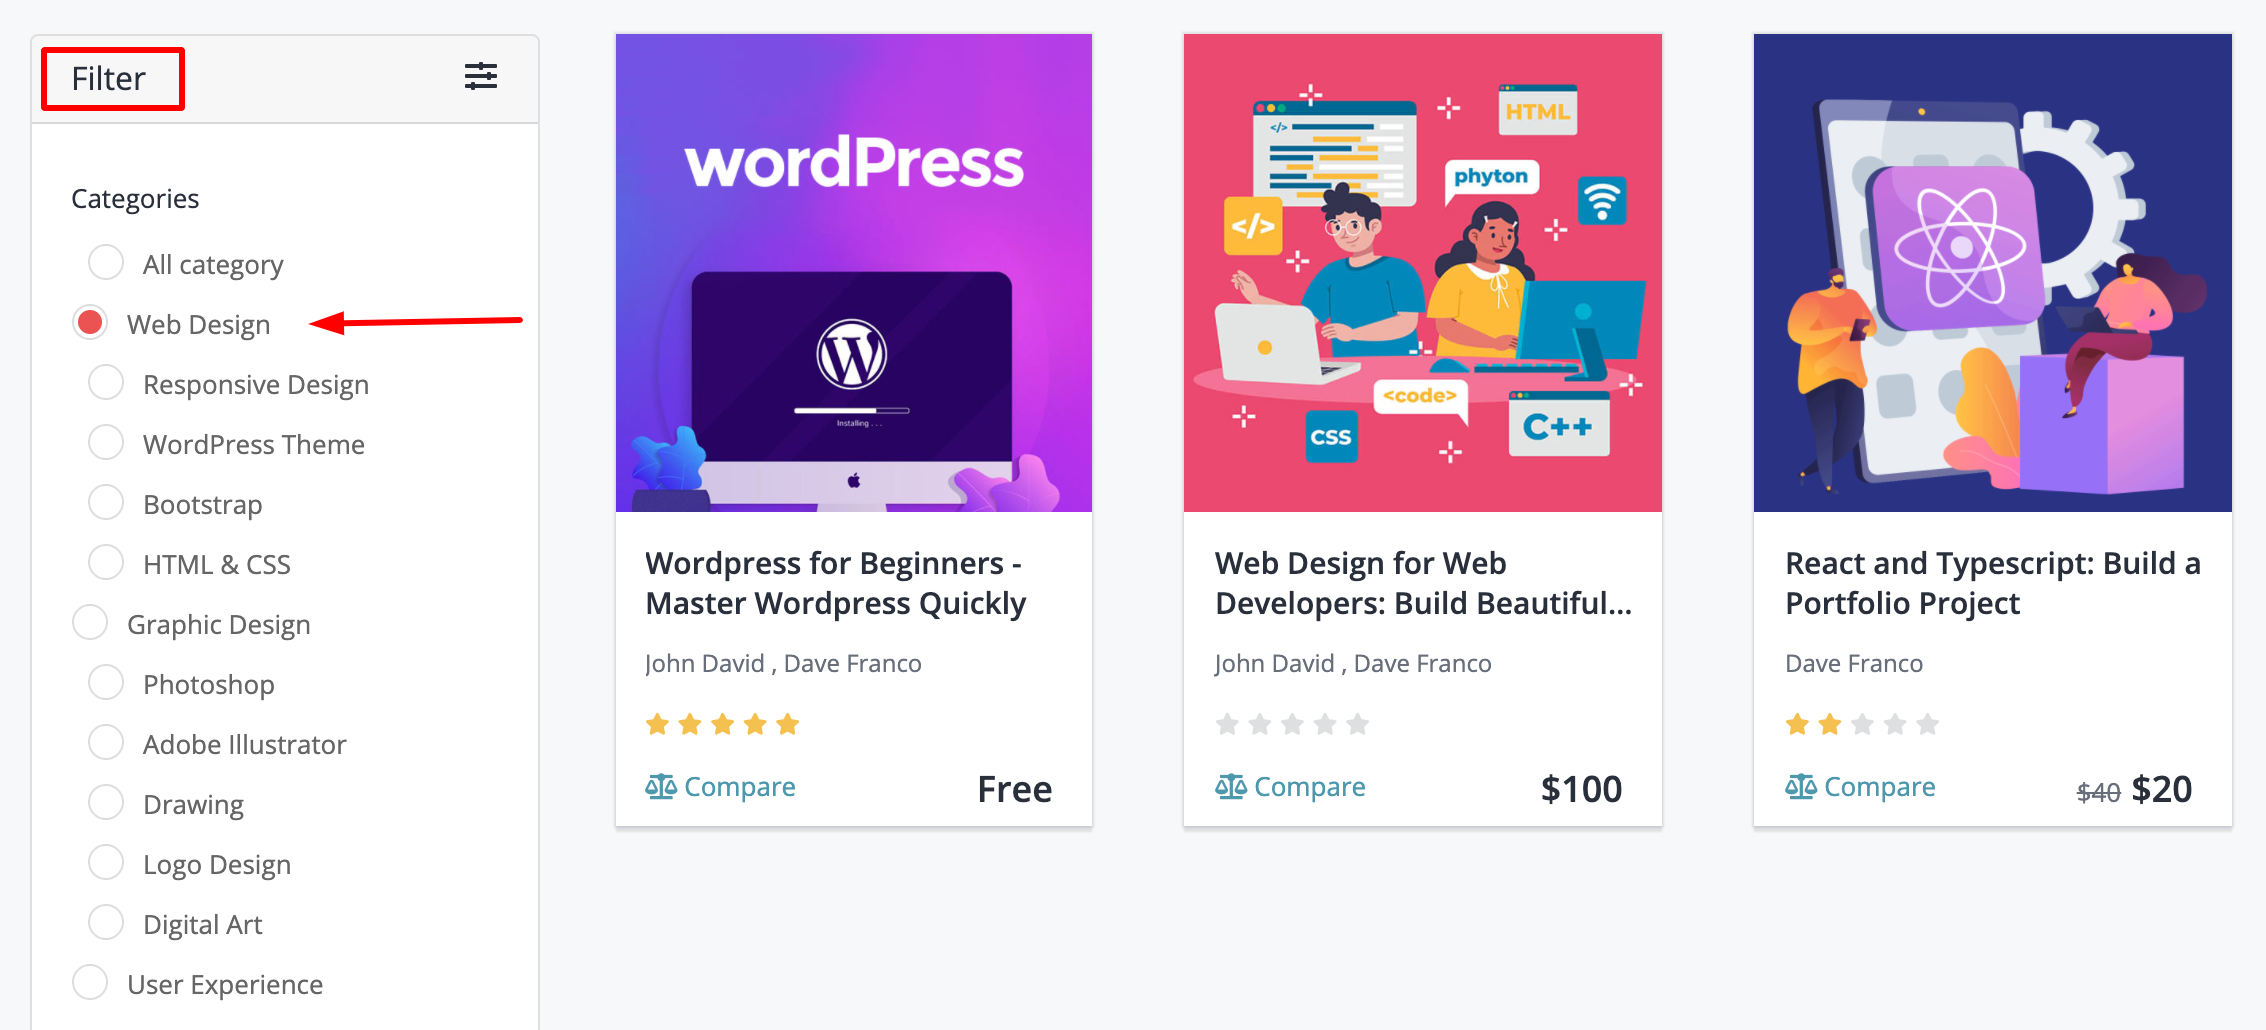 Filter
Categories
All category
Web Design
Responsive Design
WordPress Theme
Bootstrap
HTML & CSS
Graphic Design
Photoshop
Adobe Illustrator
Drawing
Logo Design
Digital Art
User Experience
wordPress
W
Installing . . .
Wordpress for Beginners -
Master Wordpress Quickly
John David , Dave Franco
Compare
Free
HTML
</>
phyton
</>
<code>
CSS
C++
Web Design for Web
Developers: Build Beautiful...
John David , Dave Franco
Compare
$100
React and Typescript: Build a
Portfolio Project
Dave Franco
Compare
$40 $20